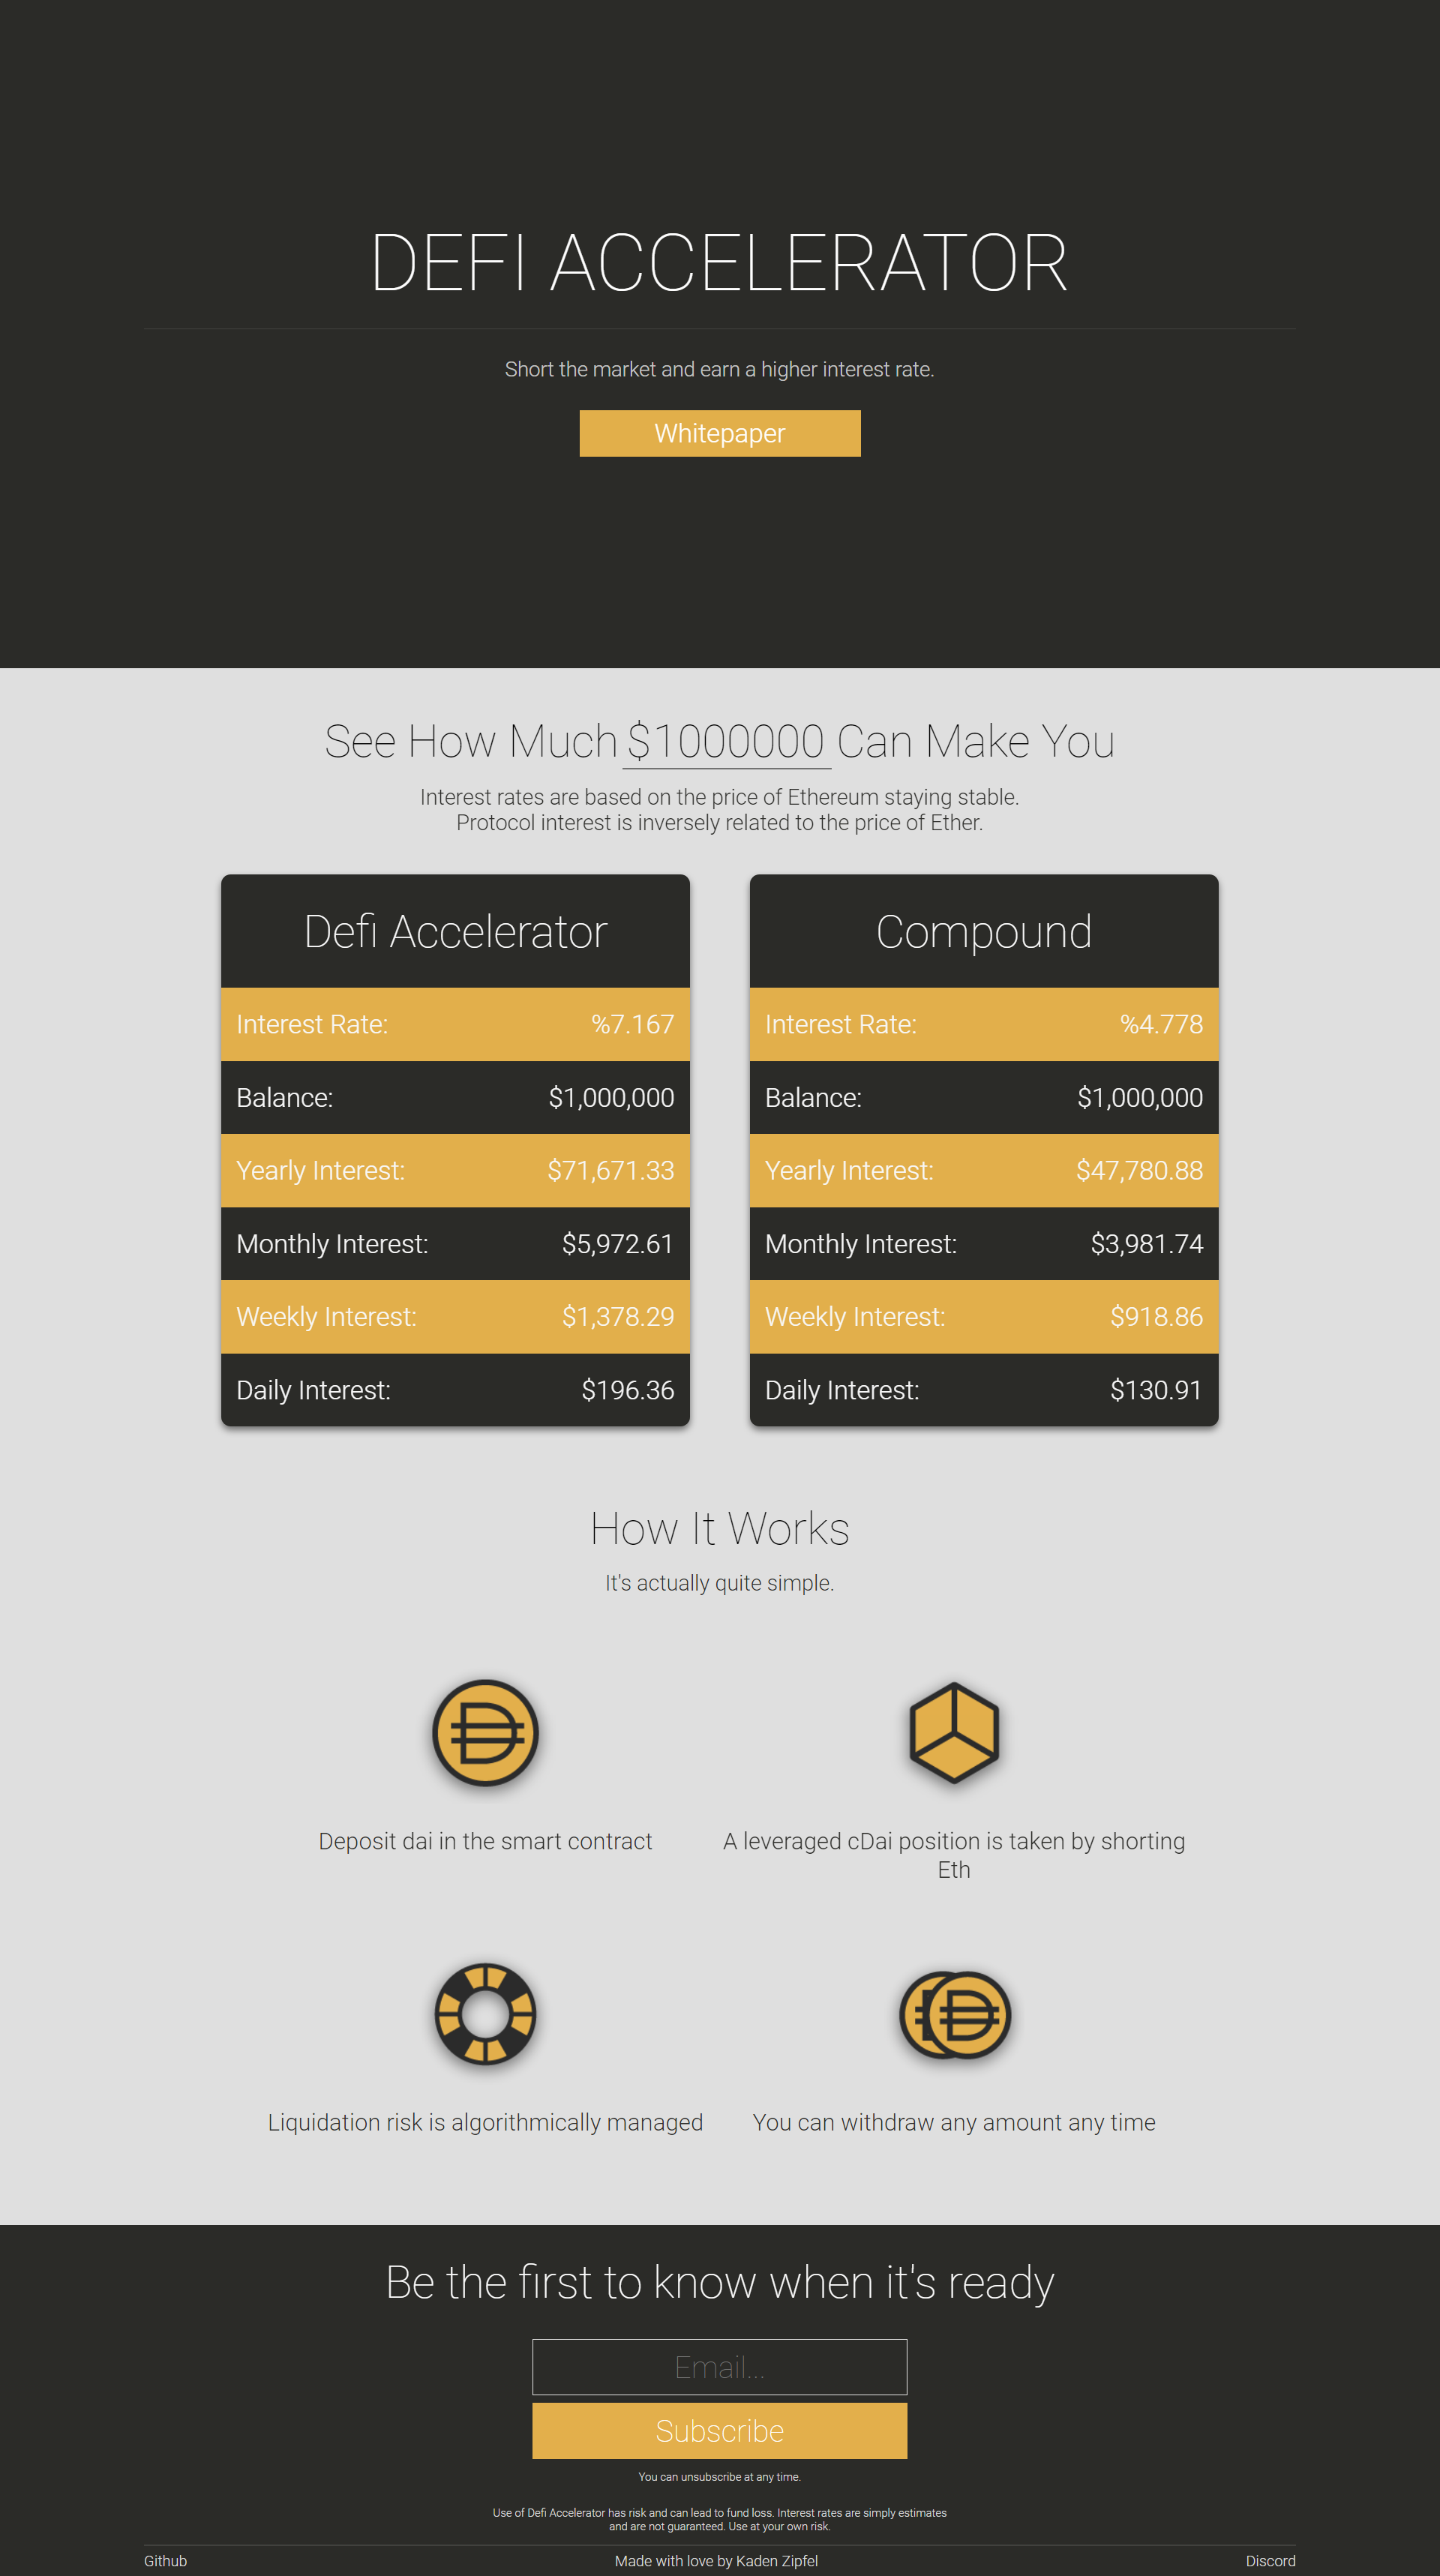 DEFI ACCELERATOR
Short the market and earn a higher interest rate.
Whitepaper
See How Much $1000000 Can Make You
Interest rates are based on the price of Ethereum staying stable.
Protocol interest is inversely related to the price of Ether.
Defi Accelerator
Interest Rate: %7.167
Balance: $1,000,000
Yearly Interest: $71,671.33
Monthly Interest: $5,972.61
Weekly Interest: $1,378.29
Daily Interest: $196.36
Compound
Interest Rate: %4.778
Balance: $1,000,000
Yearly Interest: $47,780.88
Monthly Interest: $3,981.74
Weekly Interest: $918.86
Daily Interest: $130.91
How It Works
It's actually quite simple.
Deposit dai in the smart contract
A leveraged cDai position is taken by shorting
Eth
Liquidation risk is algorithmically managed
You can withdraw any amount any time
Be the first to know when it's ready
Email...
Subscribe
You can unsubscribe at any time.
Use of Defi Accelerator has risk and can lead to fund loss. Interest rates are simply estimates
and are not guaranteed. Use at your own risk.
Github
Made with love by Kaden Zipfel
Discord